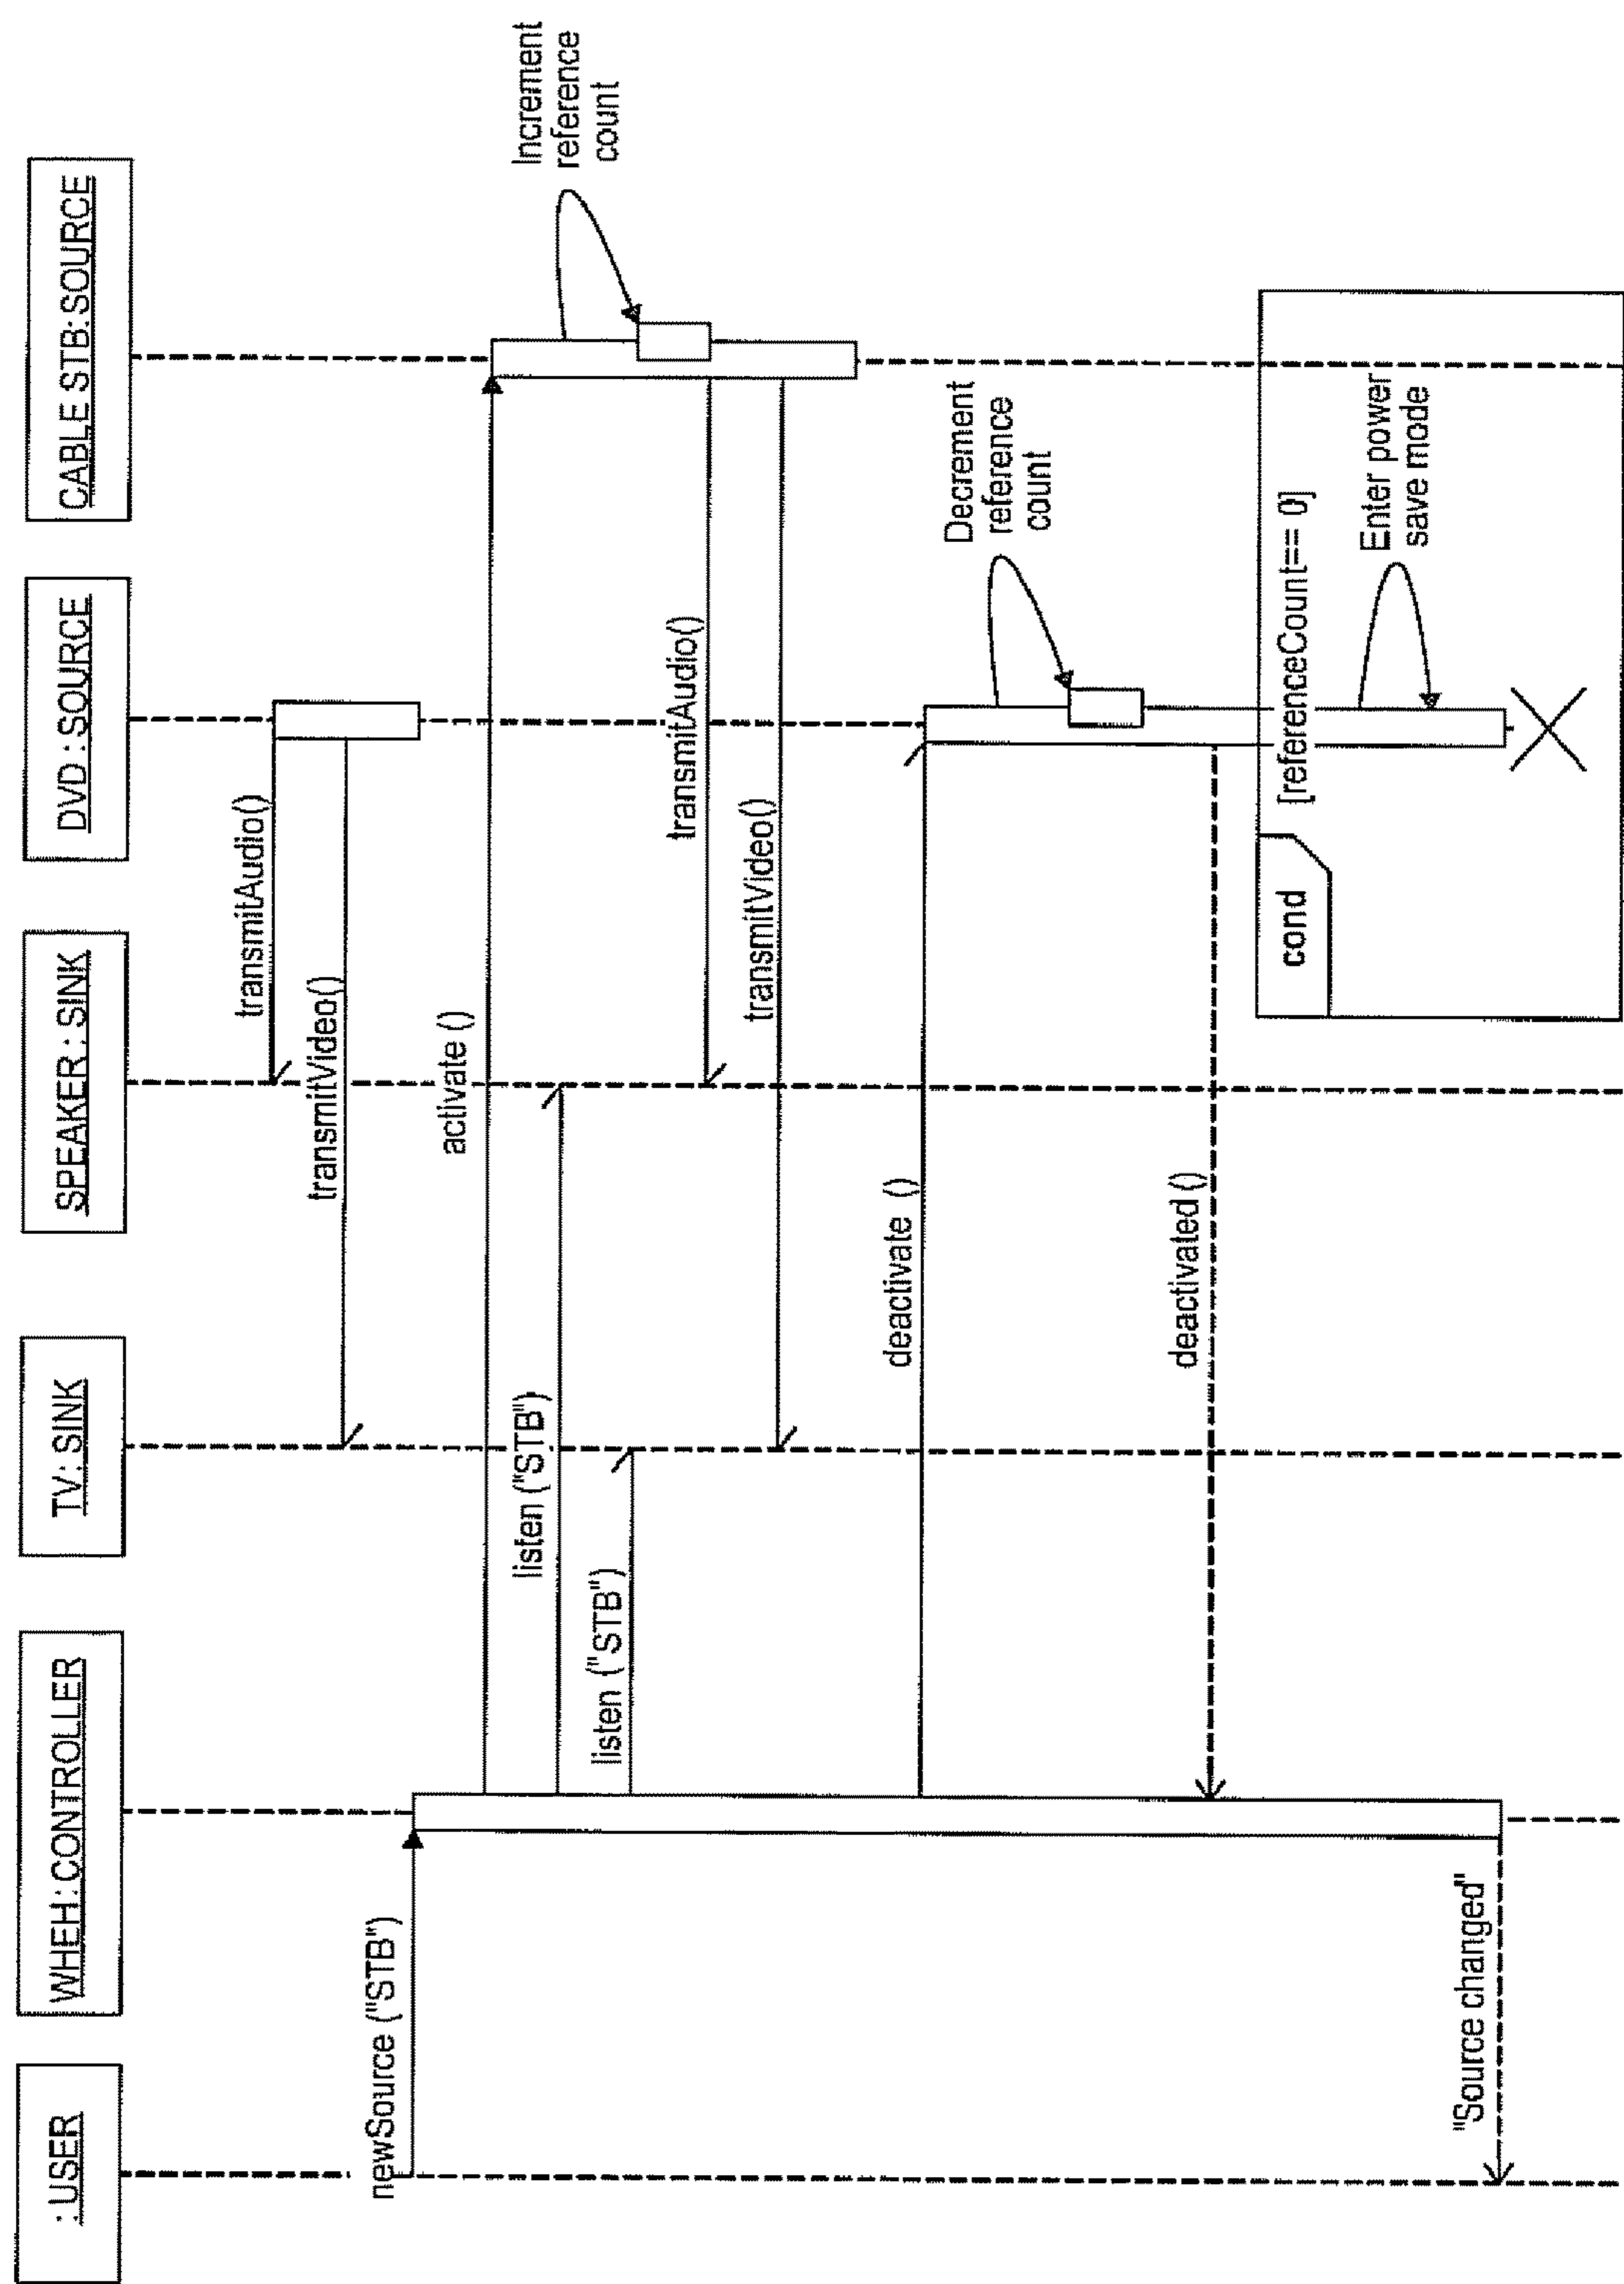 :USER
WHEH:CONTROLLER
TV:SINK
SPEAKER:SINK
DVD:SOURCE
CABLE STB:SOURCE
transmitAudio()
transmitVideo()
newSource ("STB")
activate ()
listen ("STB")
Increment
reference
count
listen ("STB")
transmitAudio()
transmitVideo()
deactivate ()
Decrement
reference
count
deactivated ()
cond
[referenceCount== 0]
Enter power
save mode
"Source changed"